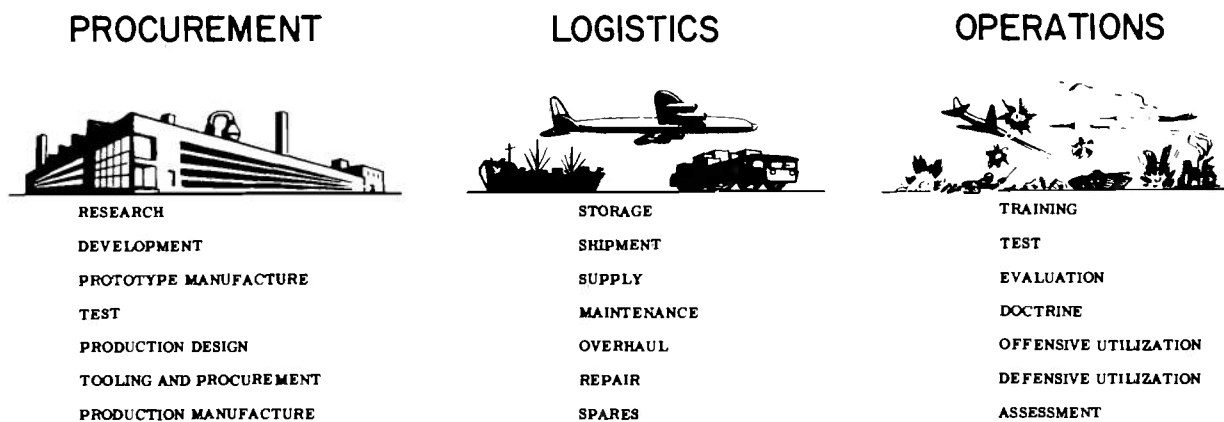 PROCUREMENT
RESEARCH
DEVELOPMENT
PROTOTYPE MANUFACTURE
TEST
PRODUCTION DESIGN
TOOLING AND PROCUREMENT
PRODUCTION MANUFACTURE
LOGISTICS
STORAGE
SHIPMENT
SUPPLY
MAINTENANCE
OVERHAUL
REPAIR
SPARES
OPERATIONS
TRAINING
TEST
EVALUATION
DOCTRINE
OFFENSIVE UTILIZATION
DEFENSIVE UTILIZATION
ASSESSMENT